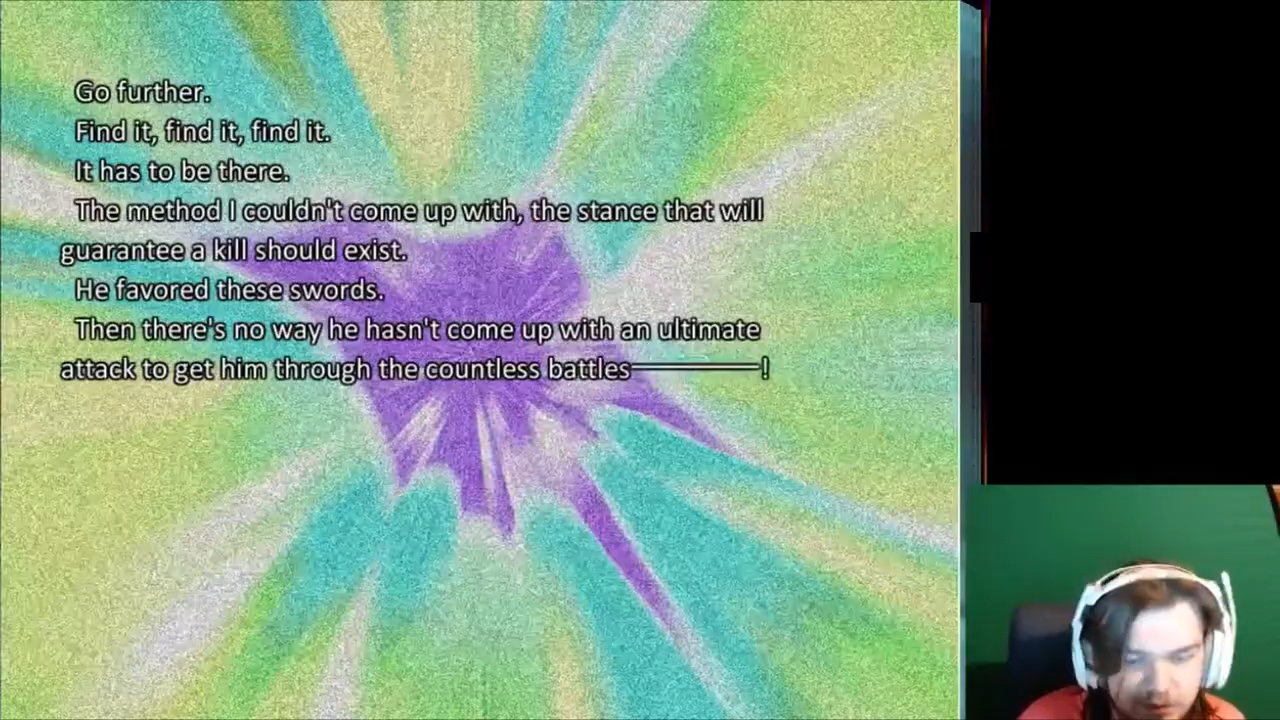 Go further.
Find it, find it, find it.
It has to be there.
The method I couldn't come up with, the stance that will
guarantee a kill should exist.
He favored these swords.
Then there's no way he hasn't come up with an ultimate
attack to get him through the countless battles─────!